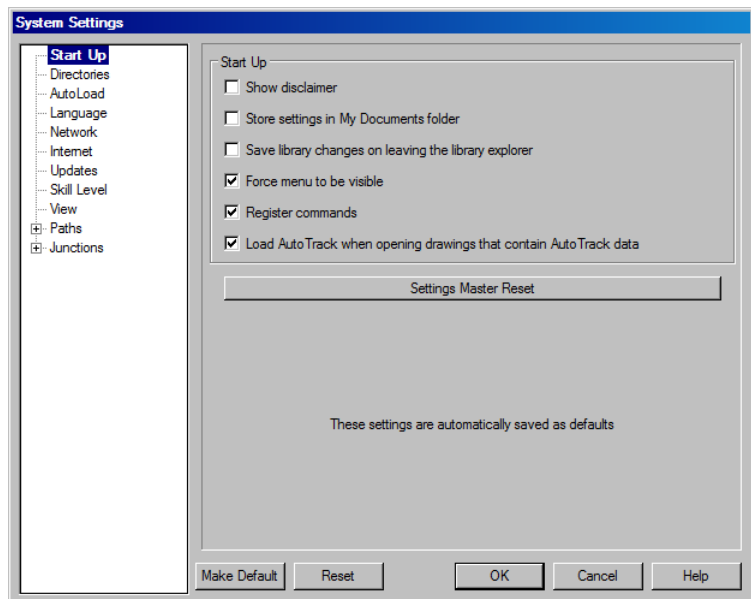 System Settings
Start Up
Directories
AutoLoad
Language
Network
Internet
Updates
Skill Level
View
Paths
Junctions
Start Up
Show disclaimer
Store settings in My Documents folder
Save library changes on leaving the library explorer
Force menu to be visible
Register commands
Load AutoTrack when opening drawings that contain AutoTrack data
Settings Master Reset
These settings are automatically saved as defaults
Make Default Reset OK Cancel Help